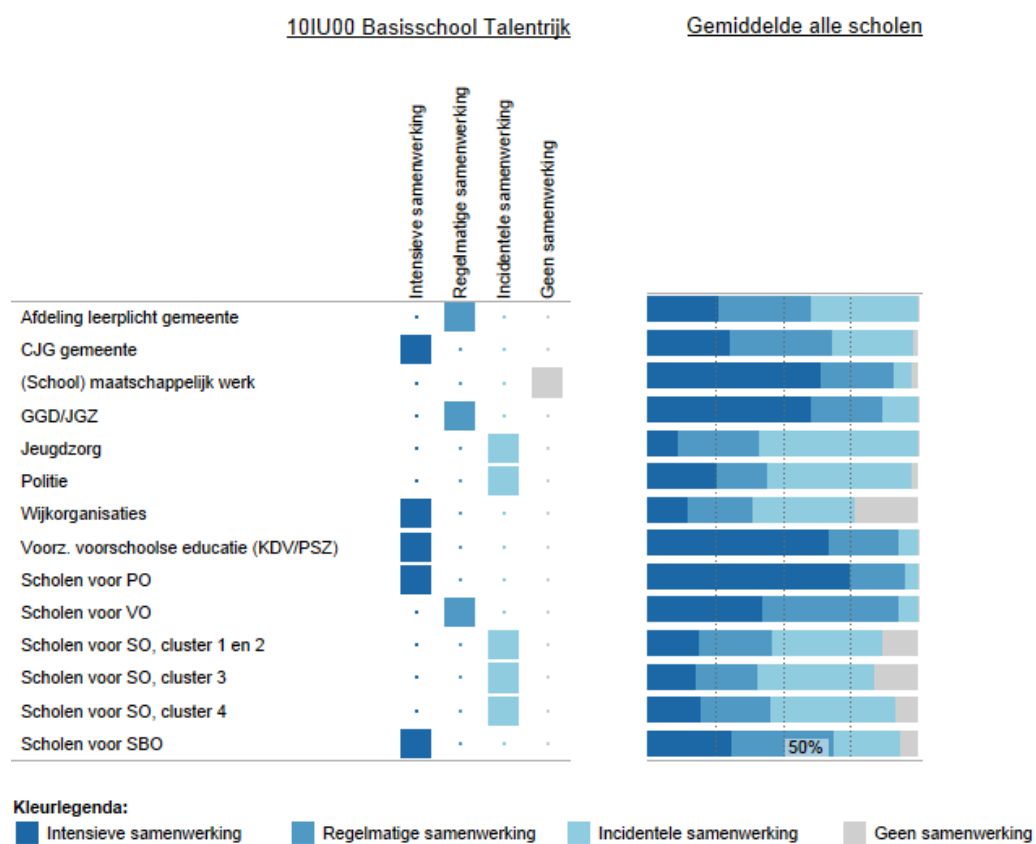 10IU00 Basisschool Talentrijk
Gemiddelde alle scholen
Intensieve samenwerking
Regelmatige samenwerking
Incidentele samenwerking
Geen samenwerking
Afdeling leerplicht gemeente
CJG gemeente
(School) maatschappelijk werk
GGD/JGZ
Jeugdzorg
Politie
Wijkorganisaties
Voorz. voorschoolse educatie (KDV/PSZ)
Scholen voor PO
Scholen voor VO
Scholen voor SO, cluster 1 en 2
Scholen voor SO, cluster 3
Scholen voor SO, cluster 4
Scholen voor SBO
50%
Kleurlegenda:
Intensieve samenwerking
Regelmatige samenwerking
Incidentele samenwerking
Geen samenwerking